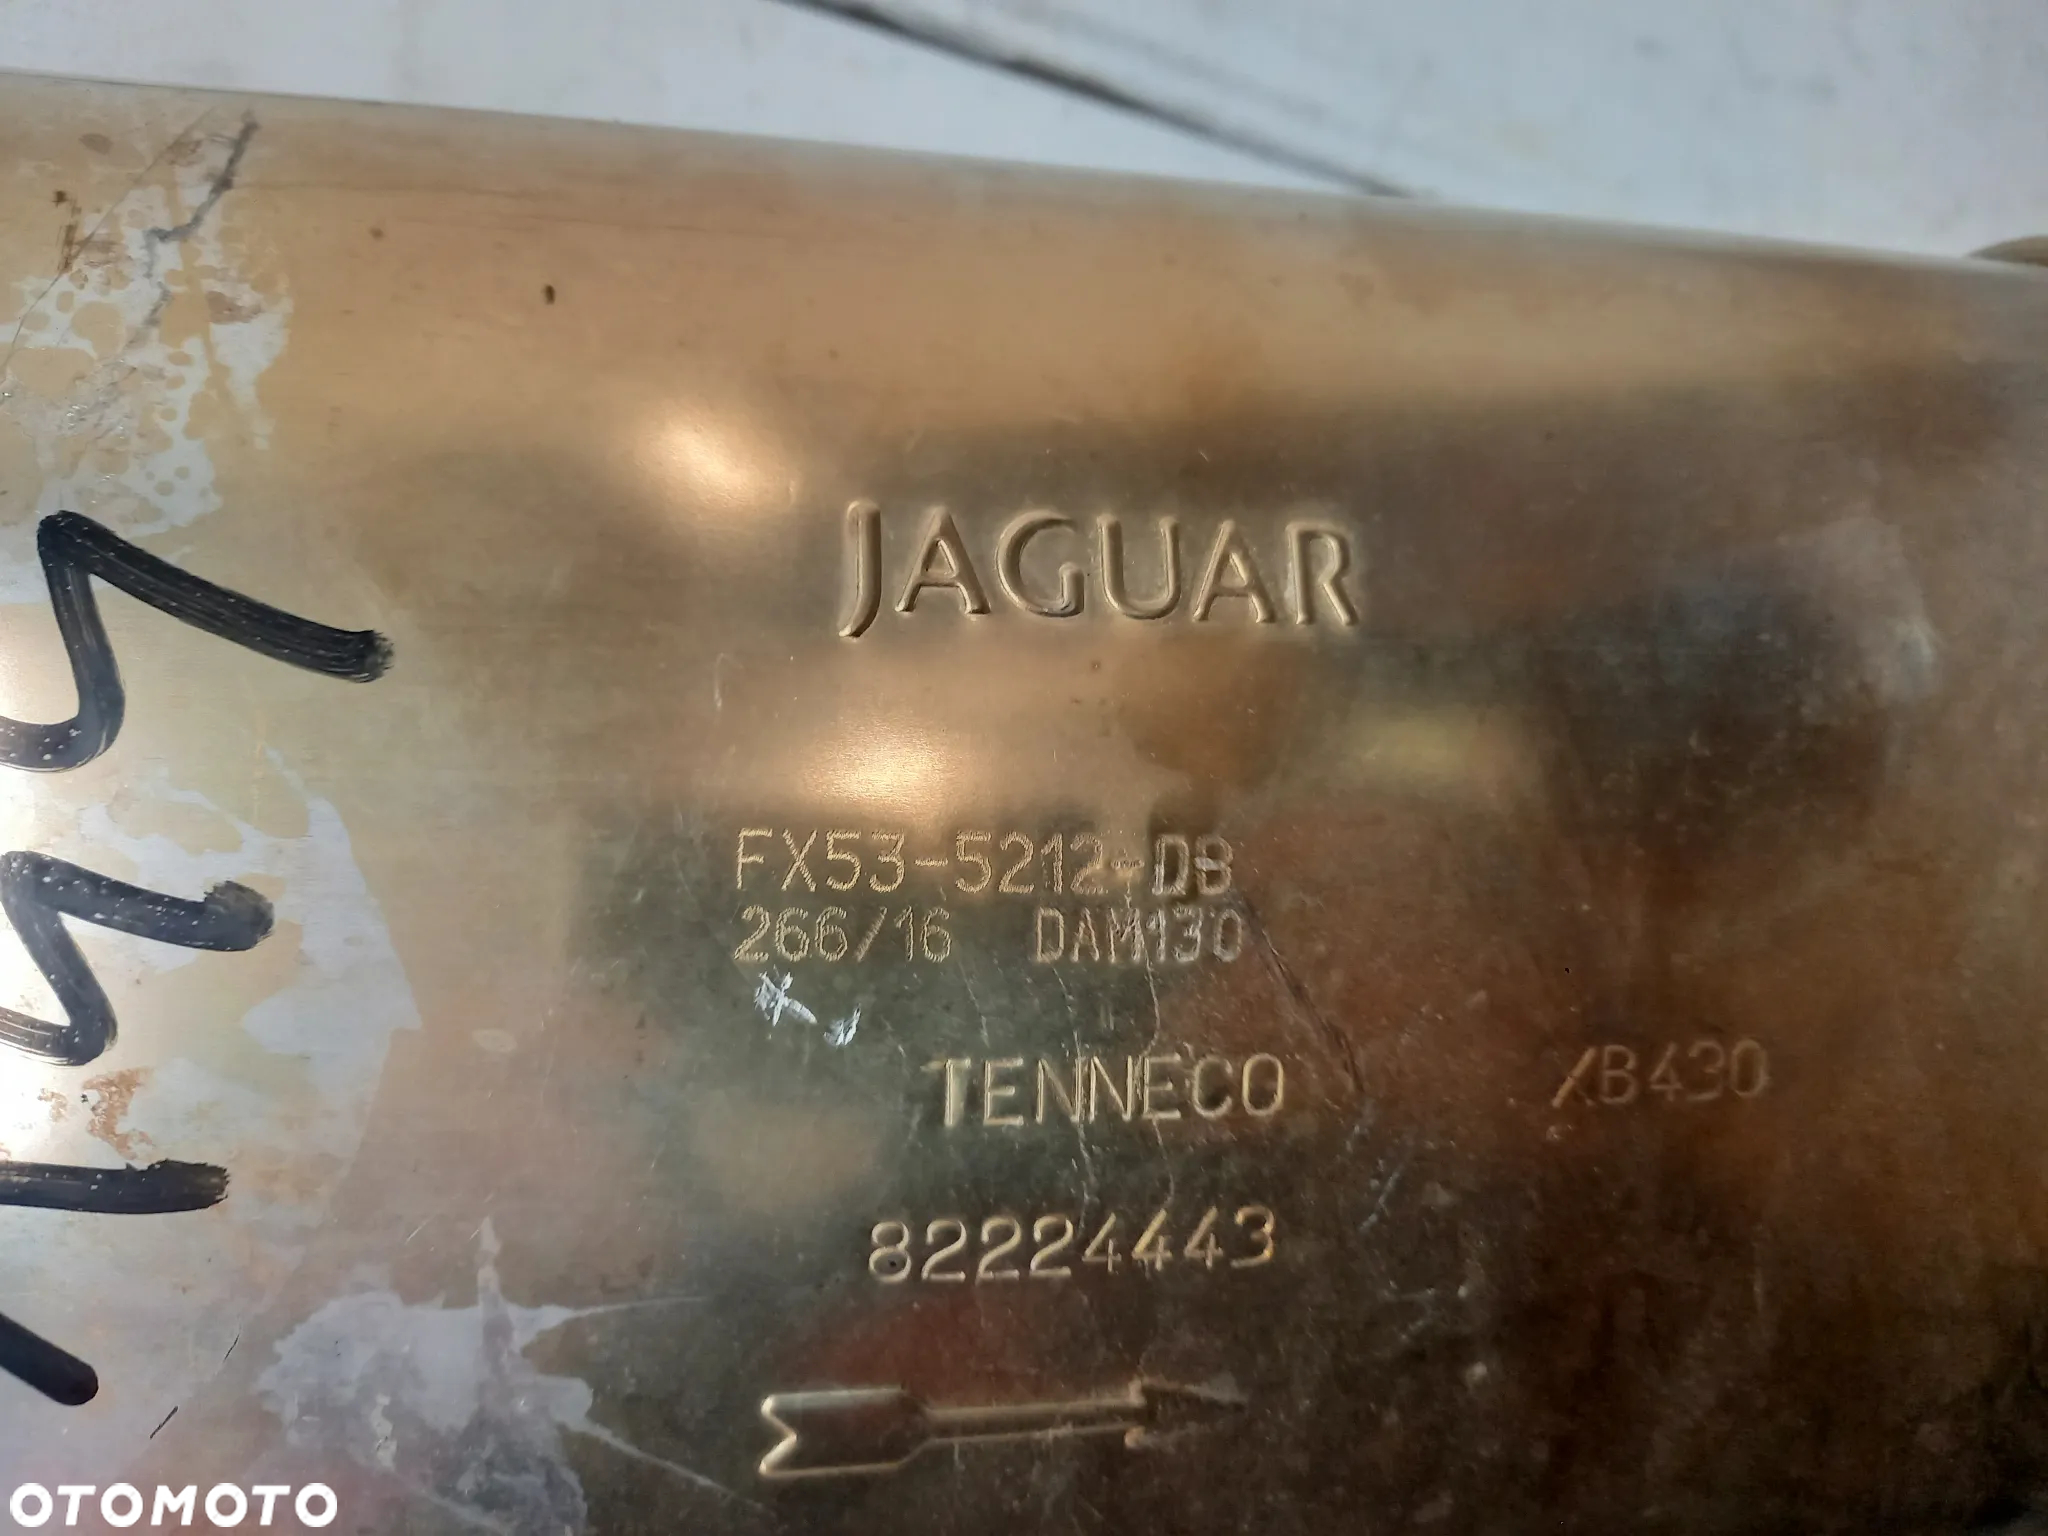 JAGUAR
FX53-5212-DB
266/16 DAM130
TENNECO XB430
82224443
OTOMOTO